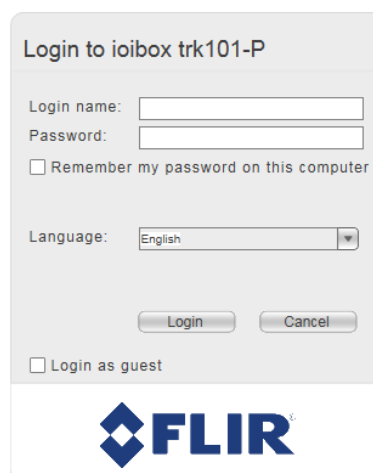 Login to ioibox trk101-P
Login name:
Password:
Remember my password on this computer
Language:
English
Login Cancel
Login as guest
FLIR